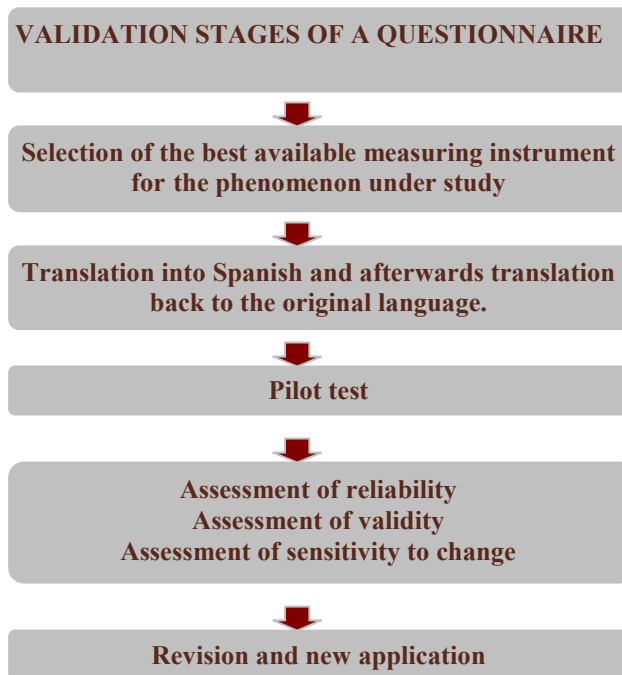 VALIDATION STAGES OF A QUESTIONNAIRE
Selection of the best available measuring instrument
for the phenomenon under study
Translation into Spanish and afterwards translation
back to the original language.
Pilot test
Assessment of reliability
Assessment of validity
Assessment of sensitivity to change
Revision and new application